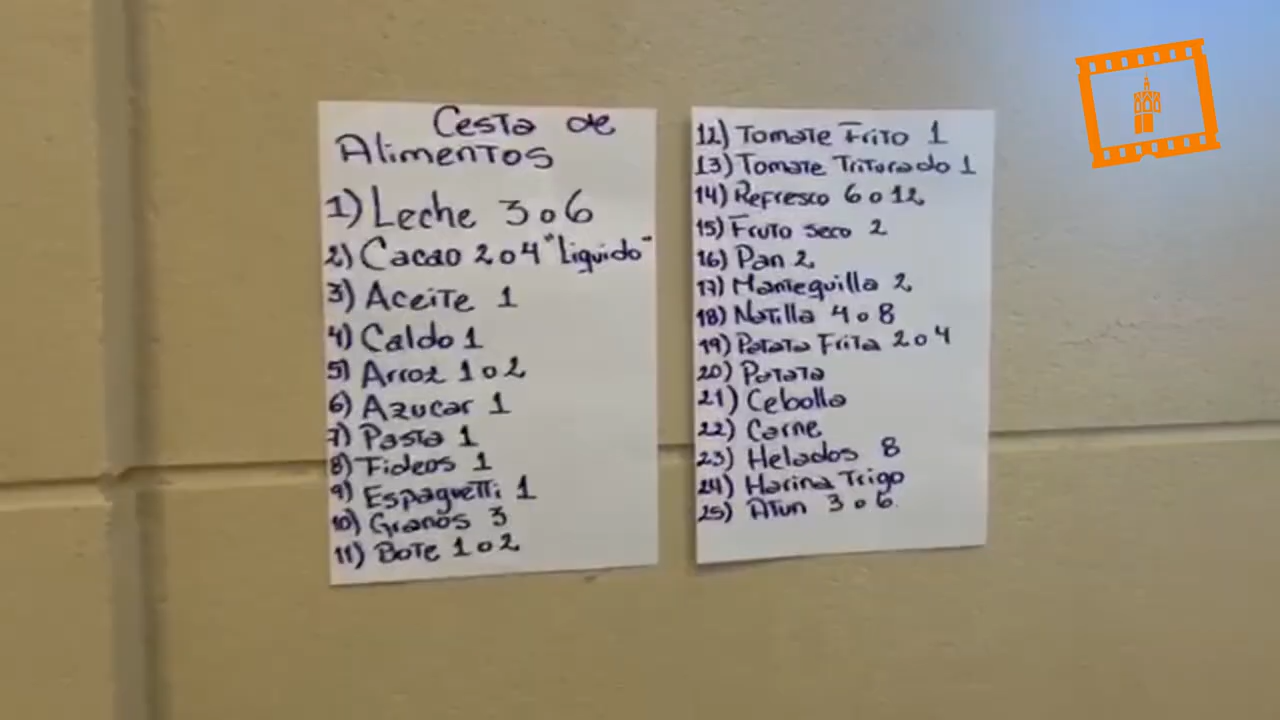 Cesta de
Alimentos
1) Leche 3 o 6
2) Cacao 2 o 4 "Liquido"
3) Aceite 1
4) Caldo 1
5) Arroz 1 o 2
6) Azucar 1
7) Pasta 1
8) Fideos 1
9) Espaguetti 1
10) Granos 3
11) Bote 1 o 2
12) Tomate Frito 1
13) Tomate Triturado 1
14) Refresco 6 o 12
15) Fruto seco 2
16) Pan 2
17) Mantequilla 2
18) Natilla 4 o 8
19) Patata Frita 2 o 4
20) Patata
21) Cebolla
22) Carne
23) Helados 8
24) Harina Trigo
25) Atun 3 o 6